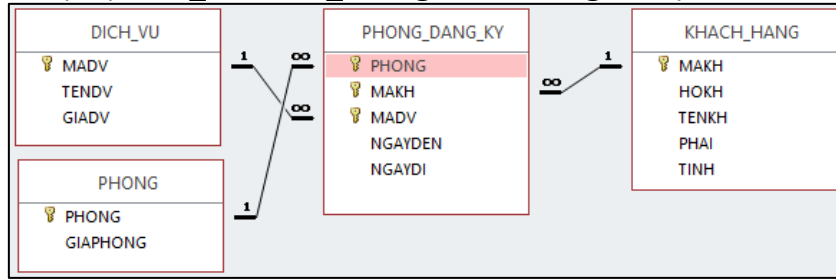 DICH_VU
MADV
TENDV
GIADV
PHONG
PHONG
GIAPHONG
PHONG_DANG_KY
PHONG
MAKH
MADV
NGAYDEN
NGAYDI
KHACH_HANG
MAKH
HOKH
TENKH
PHAI
TINH
1
∞
∞
1
∞
1